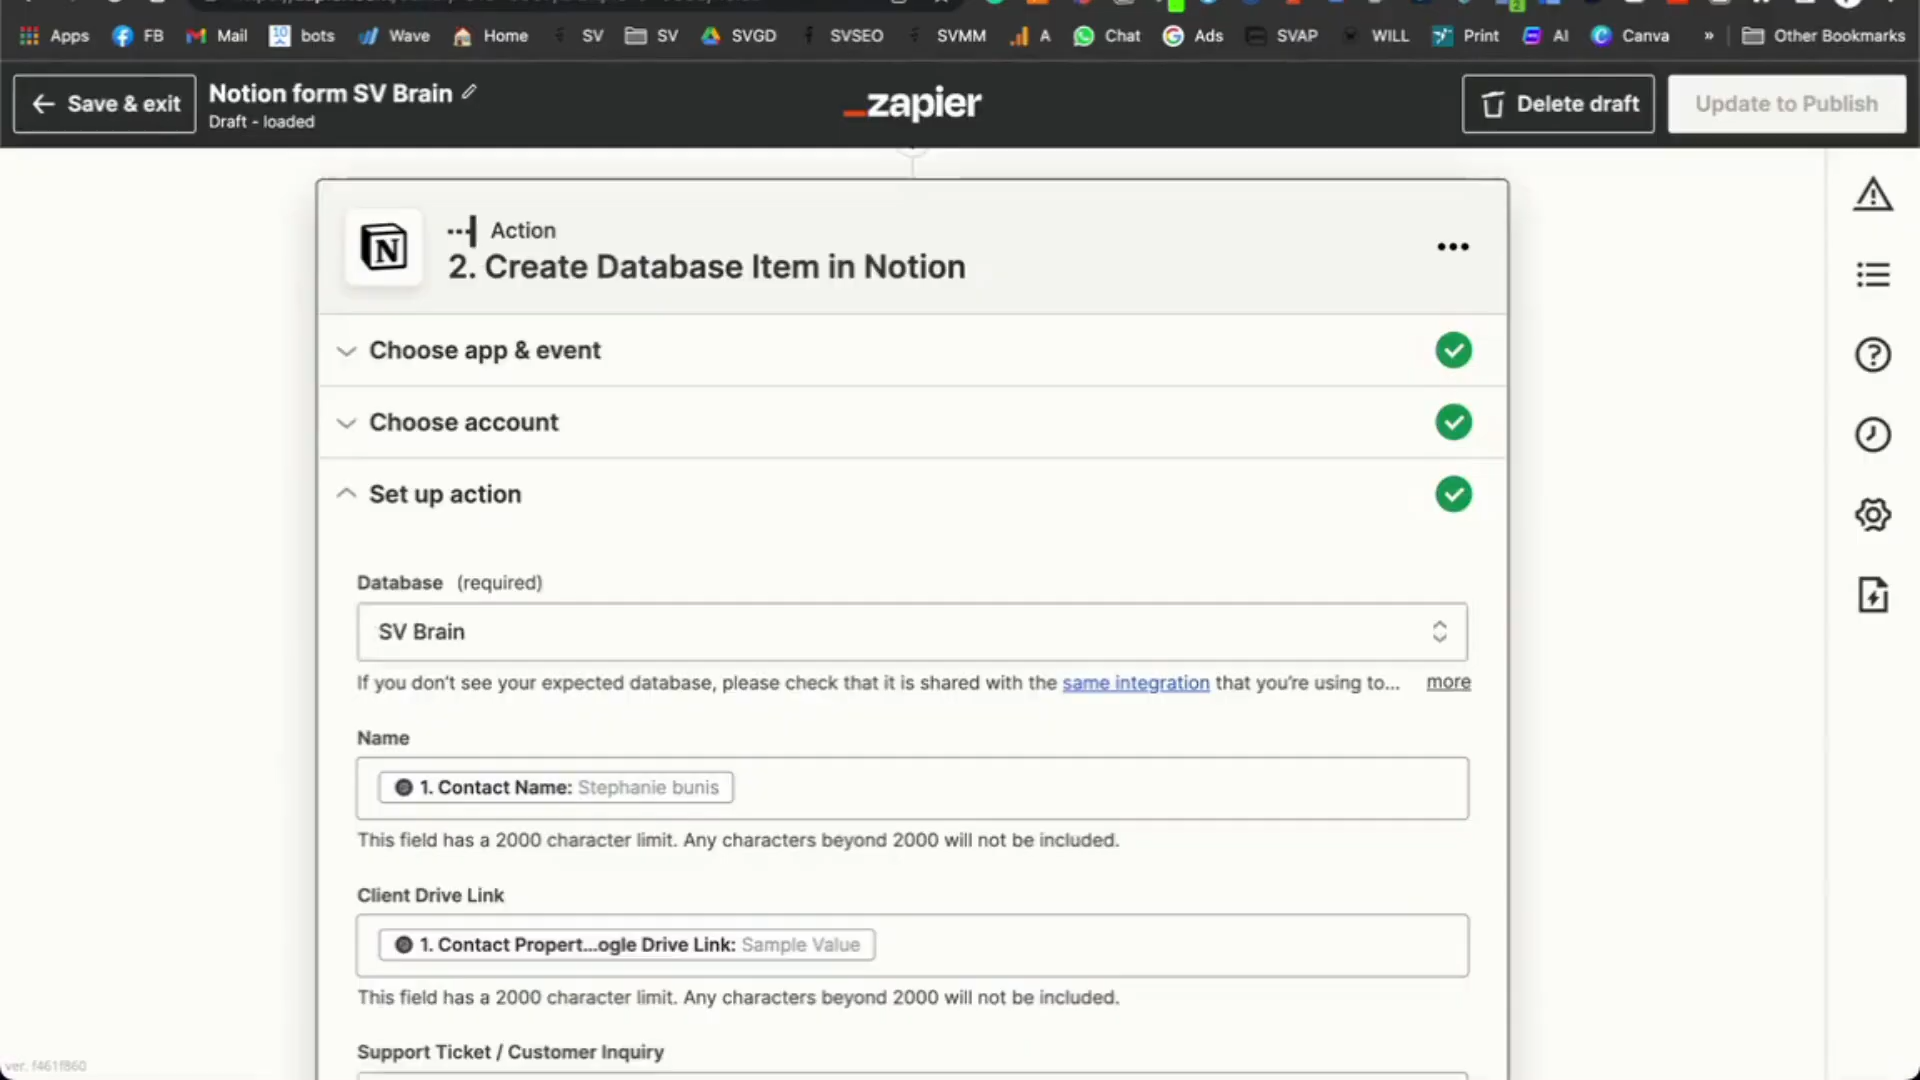 Apps FB Mail bots Wave Home SV SV SVGD SVSEO SVMM A Chat Ads SVAP WILL Print AI Canva » Other Bookmarks
Save & exit
Notion form SV Brain
Draft - loaded
zapier
Delete draft
Update to Publish
Action
2. Create Database Item in Notion
Choose app & event
Choose account
Set up action
Database (required)
SV Brain
If you don't see your expected database, please check that it is shared with the same integration that you're using to... more
Name
1. Contact Name: Stephanie bunis
This field has a 2000 character limit. Any characters beyond 2000 will not be included.
Client Drive Link
1. Contact Propert...ogle Drive Link: Sample Value
This field has a 2000 character limit. Any characters beyond 2000 will not be included.
Support Ticket / Customer Inquiry
ver. f461f860